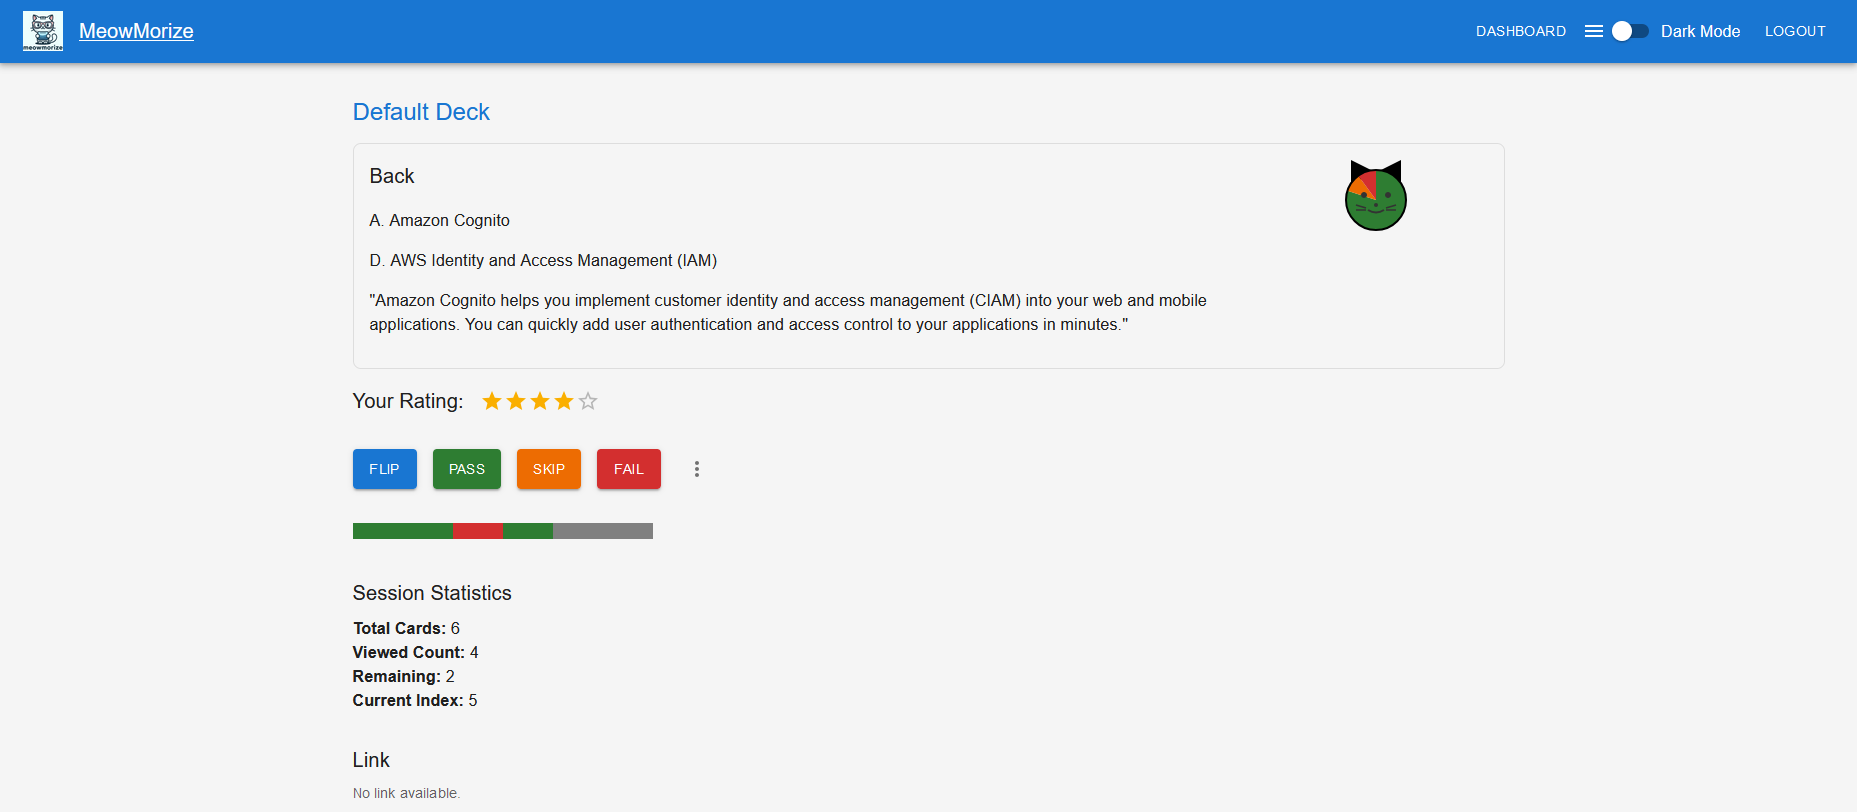 meowmorize
MeowMorize
DASHBOARD
Dark Mode
LOGOUT
Default Deck
Back
A. Amazon Cognito
D. AWS Identity and Access Management (IAM)
"Amazon Cognito helps you implement customer identity and access management (CIAM) into your web and mobile
applications. You can quickly add user authentication and access control to your applications in minutes."
Your Rating:
FLIP
PASS
SKIP
FAIL
Session Statistics
Total Cards: 6
Viewed Count: 4
Remaining: 2
Current Index: 5
Link
No link available.